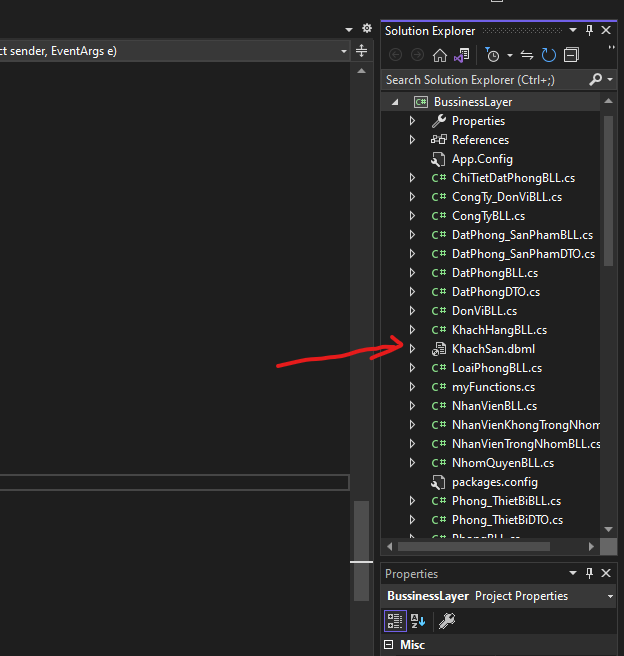 ct sender, EventArgs e)
Solution Explorer
Search Solution Explorer (Ctrl+;)
C# BussinessLayer
Properties
References
App.Config
C# ChiTietDatPhongBLL.cs
C# CongTy_DonViBLL.cs
C# CongTyBLL.cs
C# DatPhong_SanPhamBLL.cs
C# DatPhong_SanPhamDTO.cs
C# DatPhongBLL.cs
C# DatPhongDTO.cs
C# DonViBLL.cs
C# KhachHangBLL.cs
KhachSan.dbml
C# LoaiPhongBLL.cs
C# myFunctions.cs
C# NhanVienBLL.cs
C# NhanVienKhongTrongNhom
C# NhanVienTrongNhomBLL.cs
C# NhomQuyenBLL.cs
packages.config
C# Phong_ThietBiBLL.cs
C# Phong_ThietBiDTO.cs
C# PhongBLL.cs
Properties
BussinessLayer Project Properties
Misc